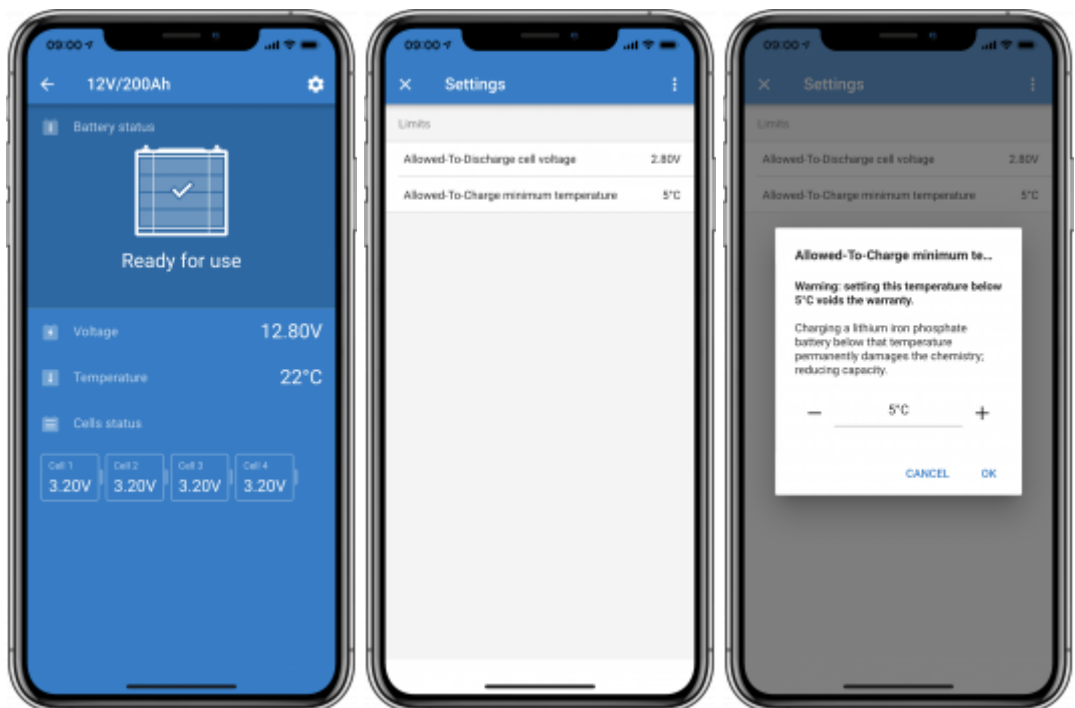 09:00
12V/200Ah
Battery status
Ready for use
Voltage 12.80V
Temperature 22°C
Cells status
Cell 1 Cell 2 Cell 3 Cell 4
3.20V 3.20V 3.20V 3.20V
09:00
Settings
Limits
Allowed-To-Discharge cell voltage 2.80V
Allowed-To-Charge minimum temperature 5°C
09:00
Settings
Limits
Allowed-To-Discharge cell voltage 2.80V
Allowed-To-Charge minimum temperature 5°C
Allowed-To-Charge minimum te...
Warning: setting this temperature below
5°C voids the warranty.
Charging a lithium iron phosphate
battery below that temperature
permanently damages the chemistry;
reducing capacity.
5°C
CANCEL OK